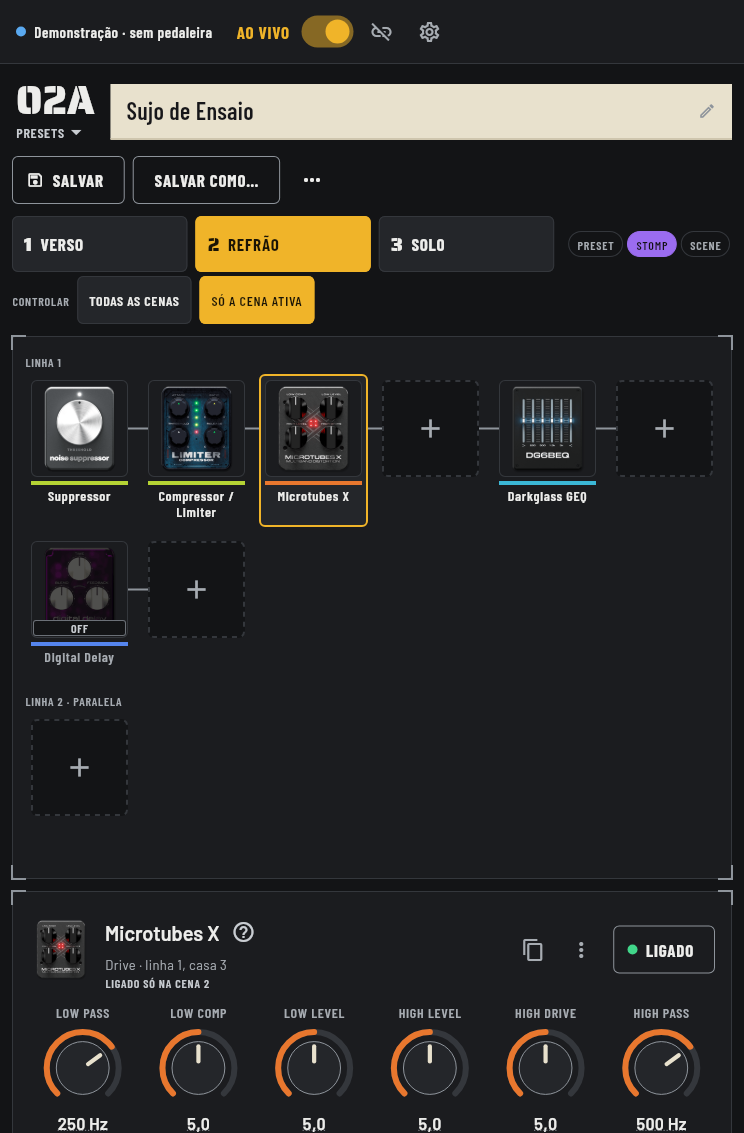 Demonstração · sem pedaleira
AO VIVO
02A
PRESETS
Sujo de Ensaio
SALVAR
SALVAR COMO...
1 VERSO
2 REFRÃO
3 SOLO
PRESET
STOMP
SCENE
CONTROLAR
TODAS AS CENAS
SÓ A CENA ATIVA
LINHA 1
noise suppressor
LIMITER
MICROTUBES X
DG6BEQ
Suppressor
Compressor /
Limiter
Microtubes X
Darkglass GEQ
OFF
Digital Delay
LINHA 2 · PARALELA
Microtubes X
Drive · linha 1, casa 3
LIGADO SÓ NA CENA 2
LIGADO
LOW PASS
LOW COMP
LOW LEVEL
HIGH LEVEL
HIGH DRIVE
HIGH PASS
250 Hz
5,0
5,0
5,0
5,0
500 Hz